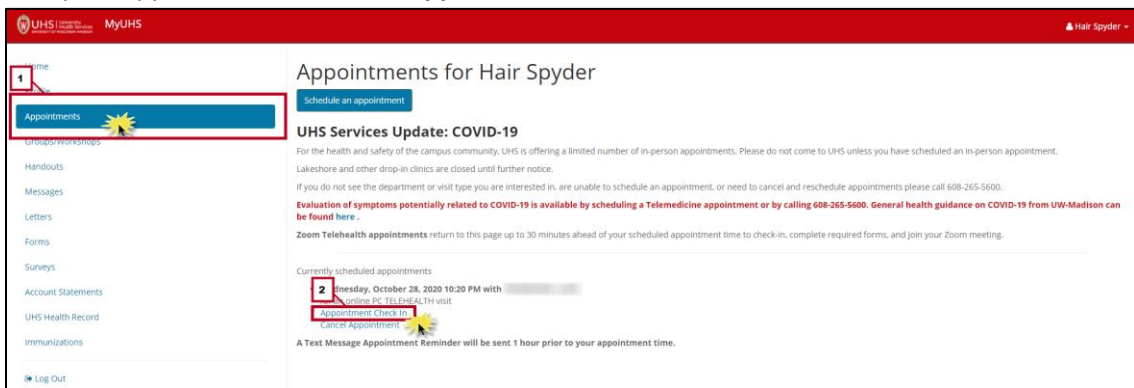 UHS University Health Services MyUHS Hair Spyder
UNIVERSITY OF WISCONSIN-MADISON
Home
1
Appointments
Groups/Workshops
Handouts
Messages
Letters
Forms
Surveys
Account Statements
UHS Health Record
Immunizations
Log Out
Appointments for Hair Spyder
Schedule an appointment
UHS Services Update: COVID-19
For the health and safety of the campus community, UHS is offering a limited number of in-person appointments. Please do not come to UHS unless you have scheduled an in-person appointment.
Lakeshore and other drop-in clinics are closed until further notice.
If you do not see the department or visit type you are interested in, are unable to schedule an appointment, or need to cancel and reschedule appointments please call 608-265-5600.
Evaluation of symptoms potentially related to COVID-19 is available by scheduling a Telemedicine appointment or by calling 608-265-5600. General health guidance on COVID-19 from UW-Madison can
be found here .
Zoom Telehealth appointments return to this page up to 30 minutes ahead of your scheduled appointment time to check-in, complete required forms, and join your Zoom meeting.
Currently scheduled appointments
2
Wednesday, October 28, 2020 10:20 PM with
online PC TELEHEALTH visit
Appointment Check In
Cancel Appointment
A Text Message Appointment Reminder will be sent 1 hour prior to your appointment time.